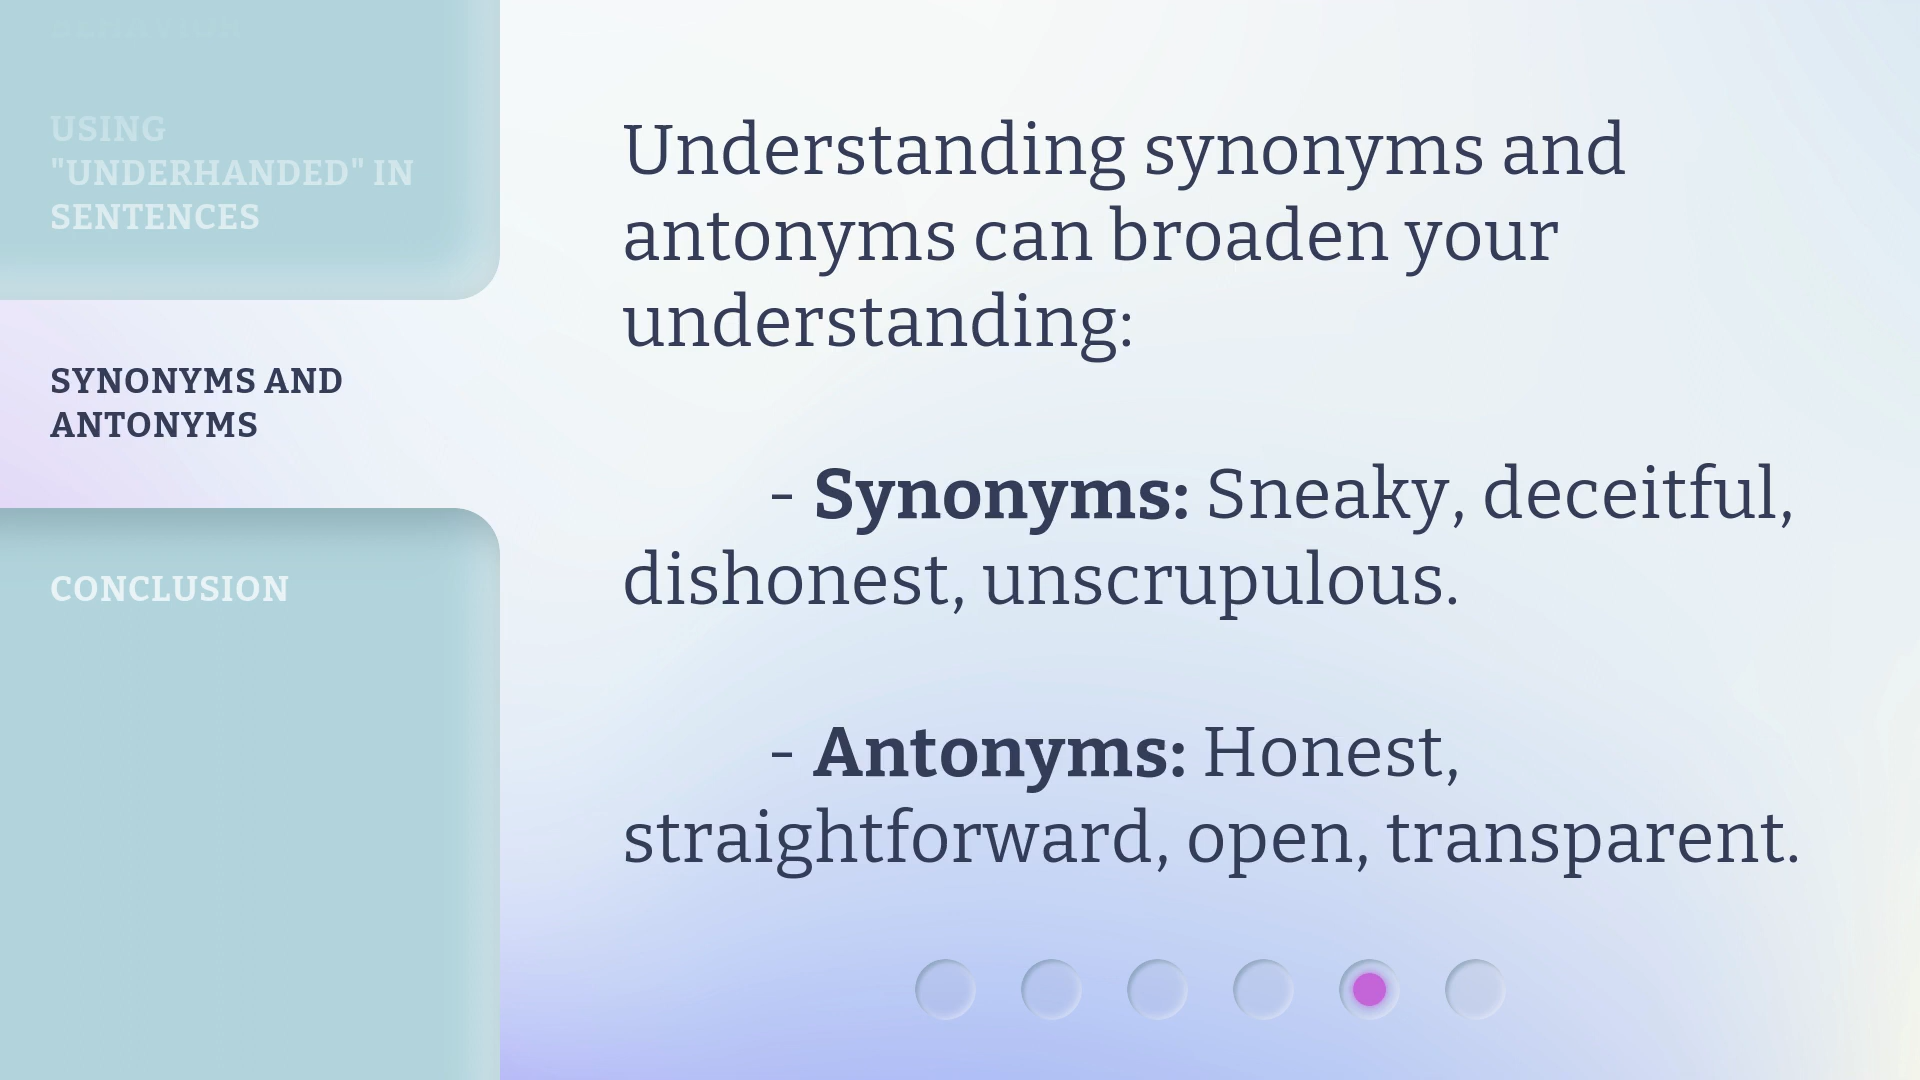 BEHAVIOR
USING
"UNDERHANDED" IN
SENTENCES
SYNONYMS AND
ANTONYMS
CONCLUSION
Understanding synonyms and
antonyms can broaden your
understanding:
- Synonyms: Sneaky, deceitful,
dishonest, unscrupulous.
- Antonyms: Honest,
straightforward, open, transparent.